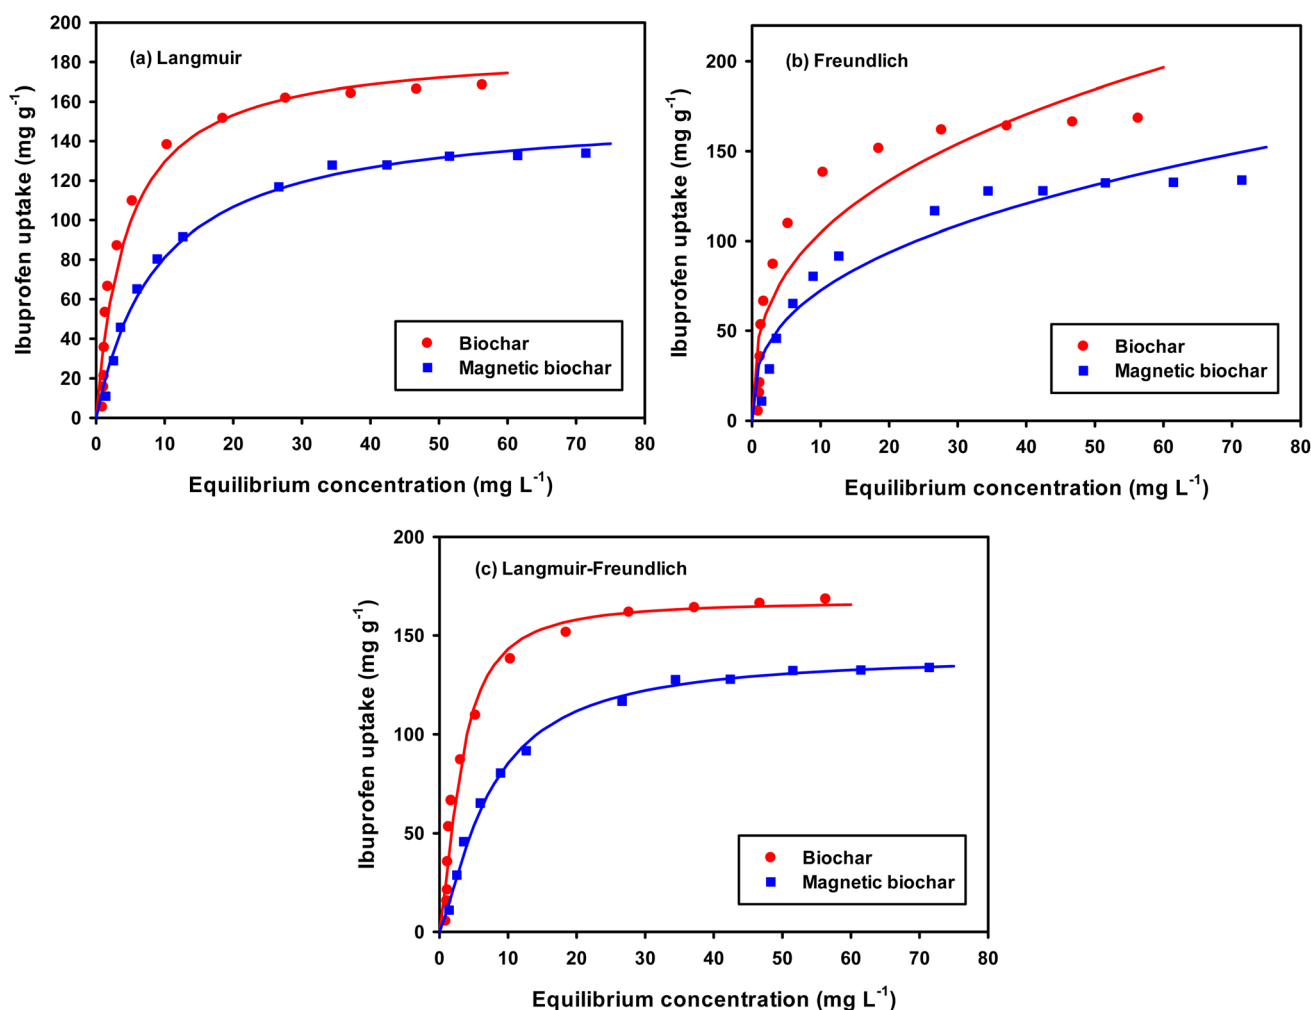 (a) Langmuir
200
180
160
140
120
100
80
60
40
20
0
Ibuprofen uptake (mg g-1)
Biochar
Magnetic biochar
0 10 20 30 40 50 60 70 80
Equilibrium concentration (mg L-1)
(b) Freundlich
200
150
100
50
0
Ibuprofen uptake (mg g-1)
Biochar
Magnetic biochar
0 10 20 30 40 50 60 70 80
Equilibrium concentration (mg L-1)
(c) Langmuir-Freundlich
200
150
100
50
0
Ibuprofen uptake (mg g-1)
Biochar
Magnetic biochar
0 10 20 30 40 50 60 70 80
Equilibrium concentration (mg L-1)